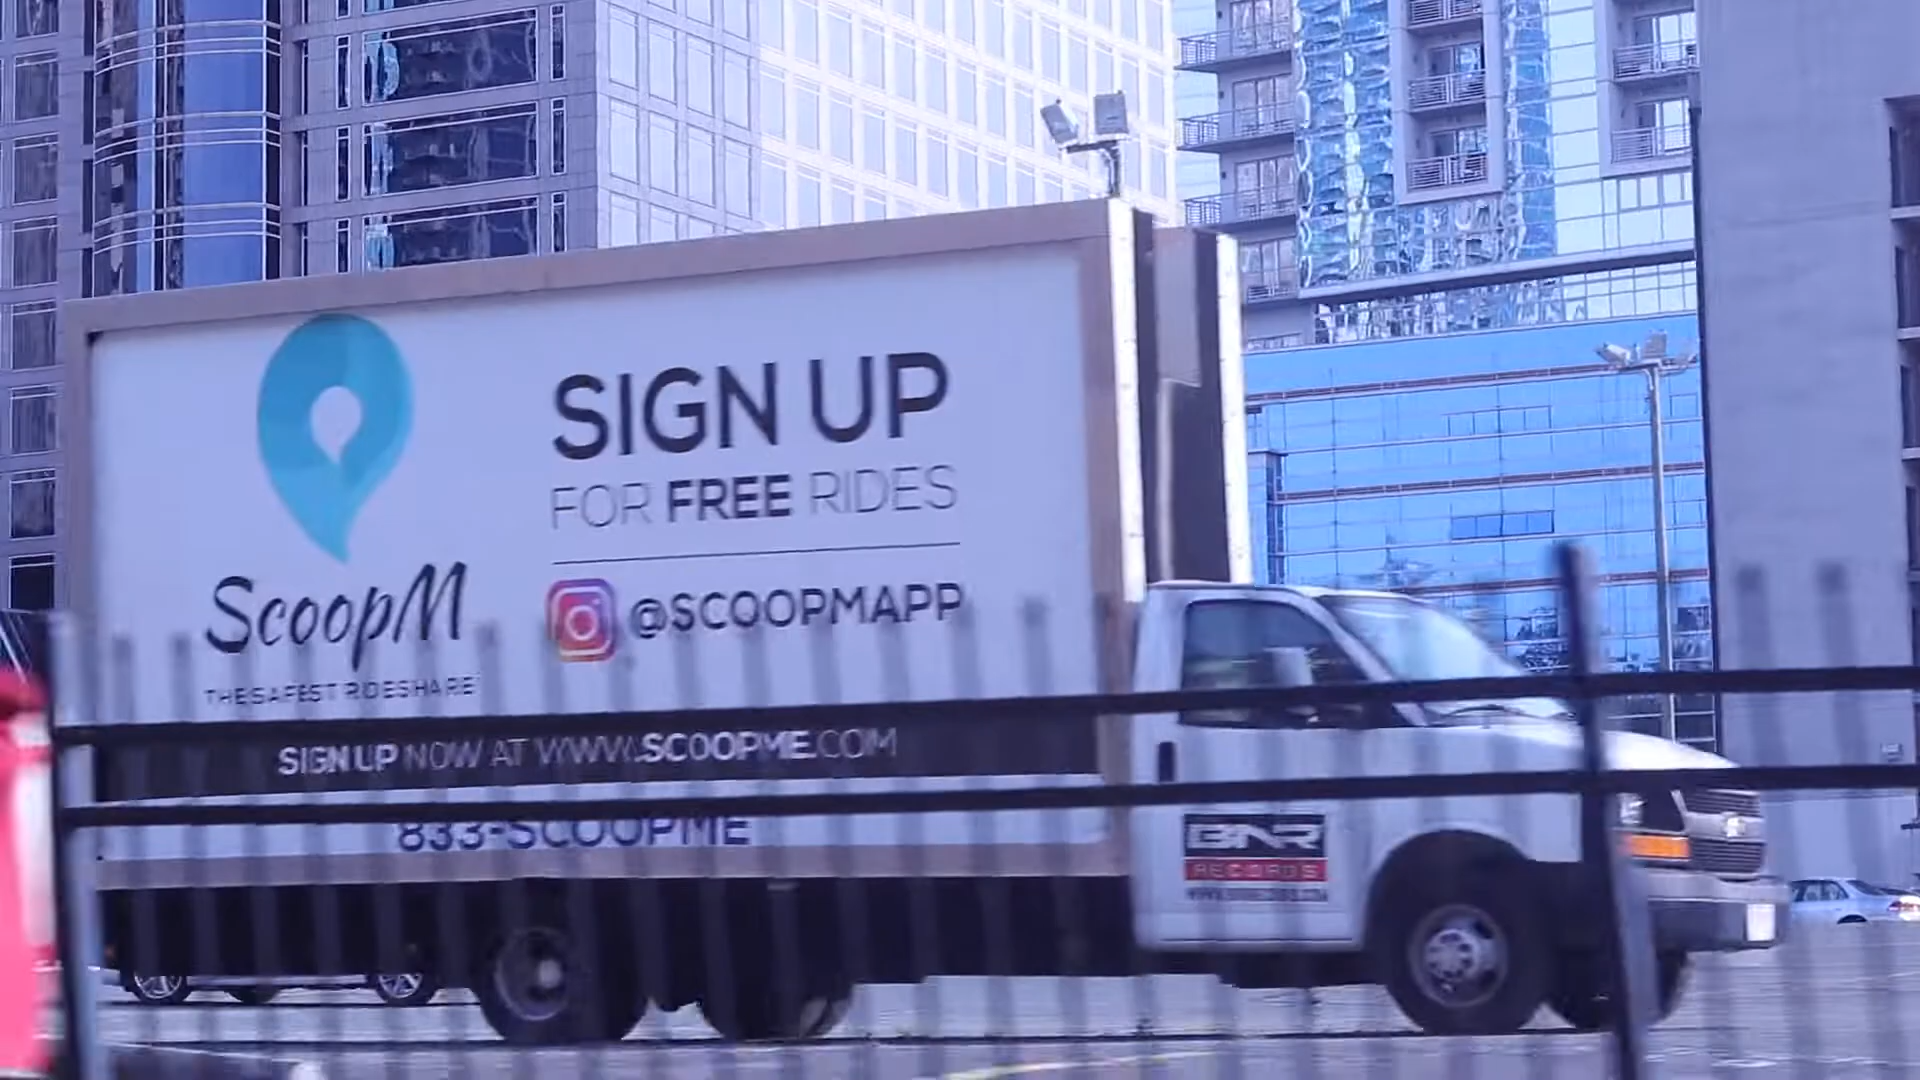 SIGN UP
FOR FREE RIDES
@SCOOPMAPP
ScoopM
THE SAFEST RIDESHARE
SIGN UP NOW AT WWW.SCOOPME.COM
833-SCOOPME
BNR
RECORDS